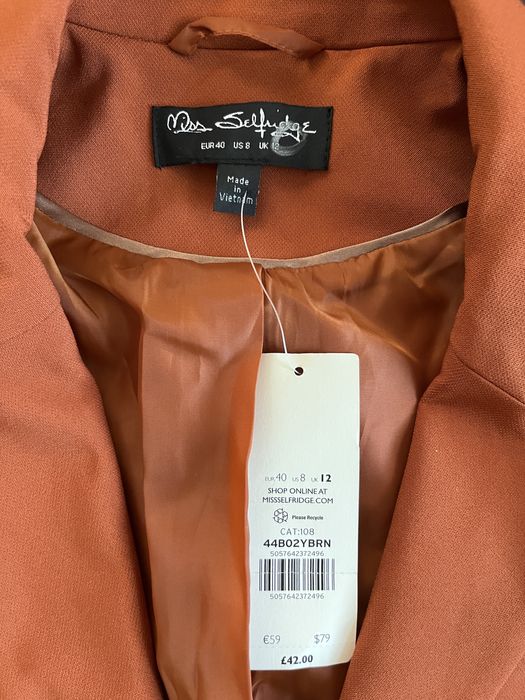 Miss Selfridge
EUR 40 US 8 UK 12
Made
in
Vietnam
EUR 40 US 8 UK 12
SHOP ONLINE AT
MISSSELFRIDGE.COM
Please Recycle
CAT:108
44B02YBRN
5057642372496
5057642372496
€59 $79
£42.00